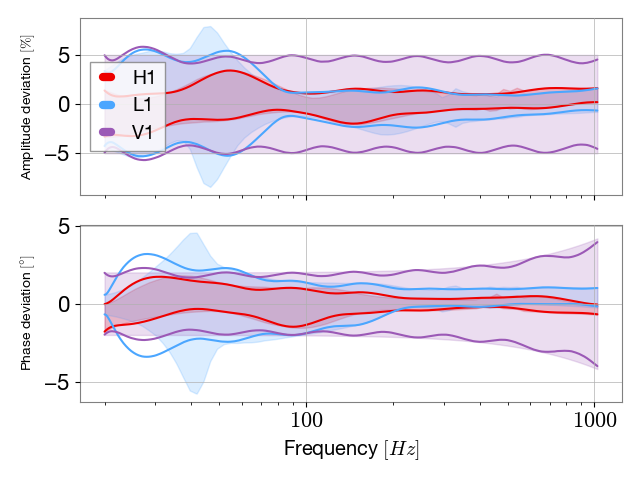 Amplitude deviation [%]
5
0
−5
H1
L1
V1
Phase deviation [°]
5
0
−5
100
1000
Frequency [Hz]